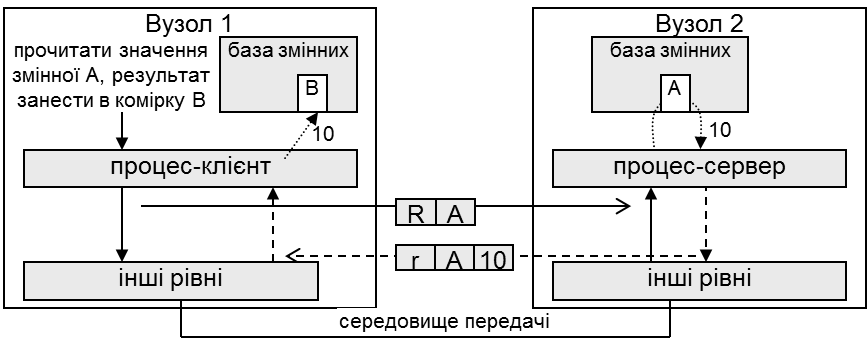 Вузол 1
прочитати значення
змінної А, результат
занести в комірку В
база змінних
В
10
процес-клієнт
інші рівні
Вузол 2
база змінних
А
10
процес-сервер
інші рівні
R А
r А 10
середовище передачі